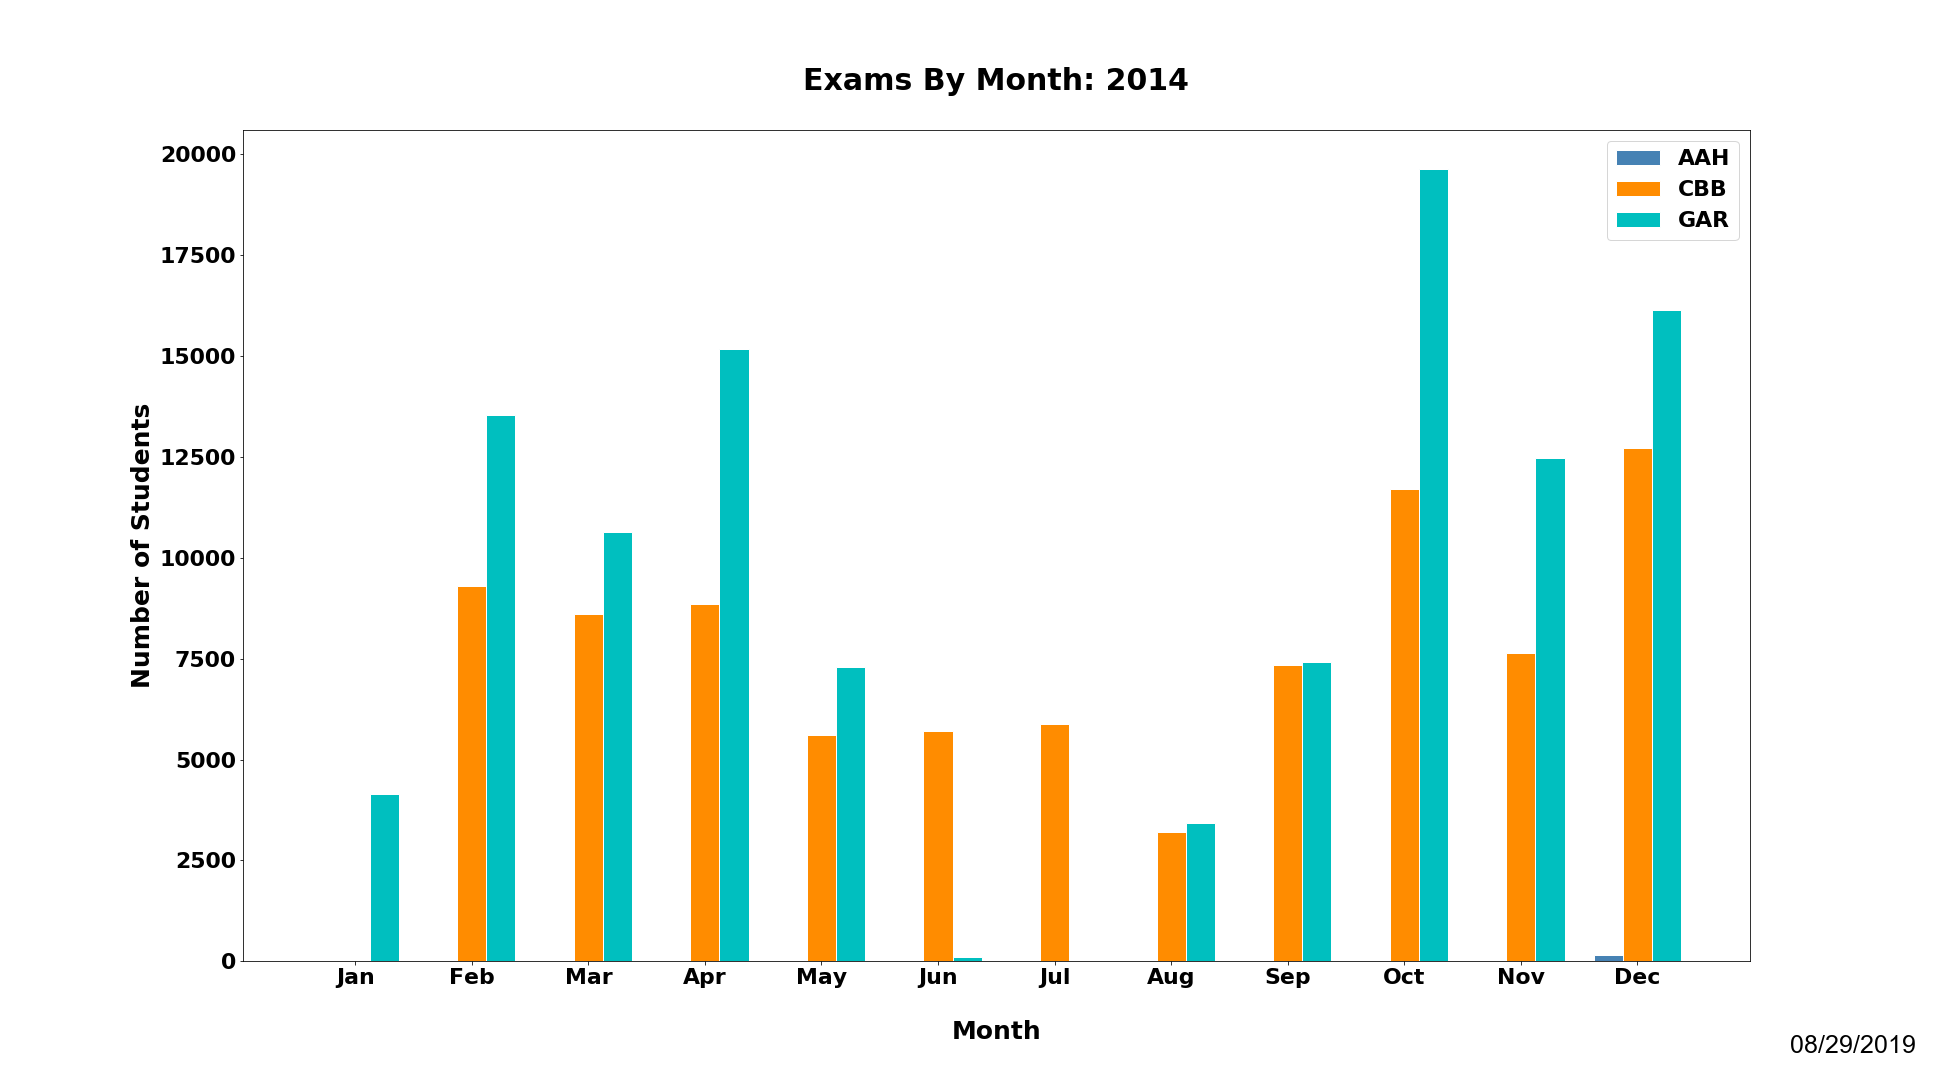 Exams By Month: 2014
AAH
CBB
GAR
20000
17500
15000
12500
10000
7500
5000
2500
0
Number of Students
Jan Feb Mar Apr May Jun Jul Aug Sep Oct Nov Dec
Month
08/29/2019